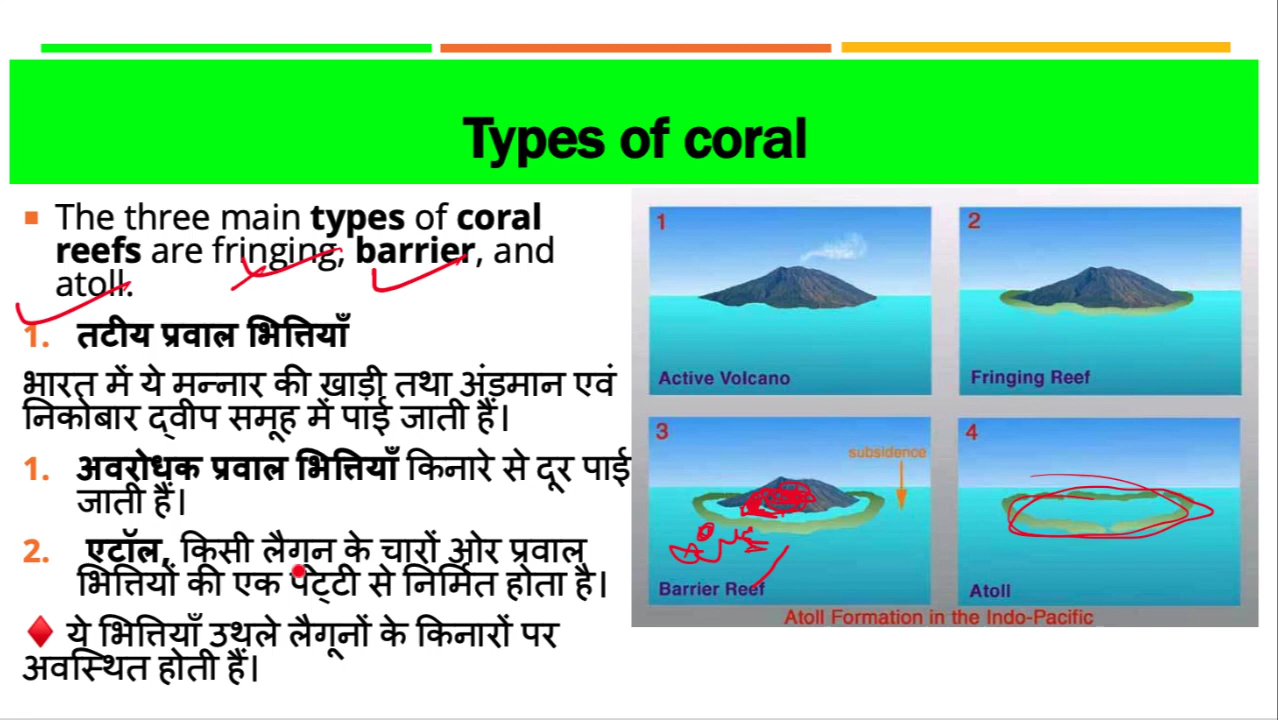 Types of coral
▪ The three main types of coral
reefs are fringing, barrier, and
atoll.
1. तटीय प्रवाल भित्तियाँ
भारत में ये मन्नार की खाड़ी तथा अंडमान एवं
निकोबार द्वीप समूह में पाई जाती हैं।
1. अवरोधक प्रवाल भित्तियाँ किनारे से दूर पाई
जाती हैं।
2. एटॉल, किसी लैगून के चारों ओर प्रवाल
भित्तियों की एक पट्टी से निर्मित होता है।
♦ ये भित्तियाँ उथले लैगूनों के किनारों पर
अवस्थित होती हैं।
1
Active Volcano
2
Fringing Reef
3
subsidence
Barrier Reef
4
Atoll
Atoll Formation in the Indo-Pacific